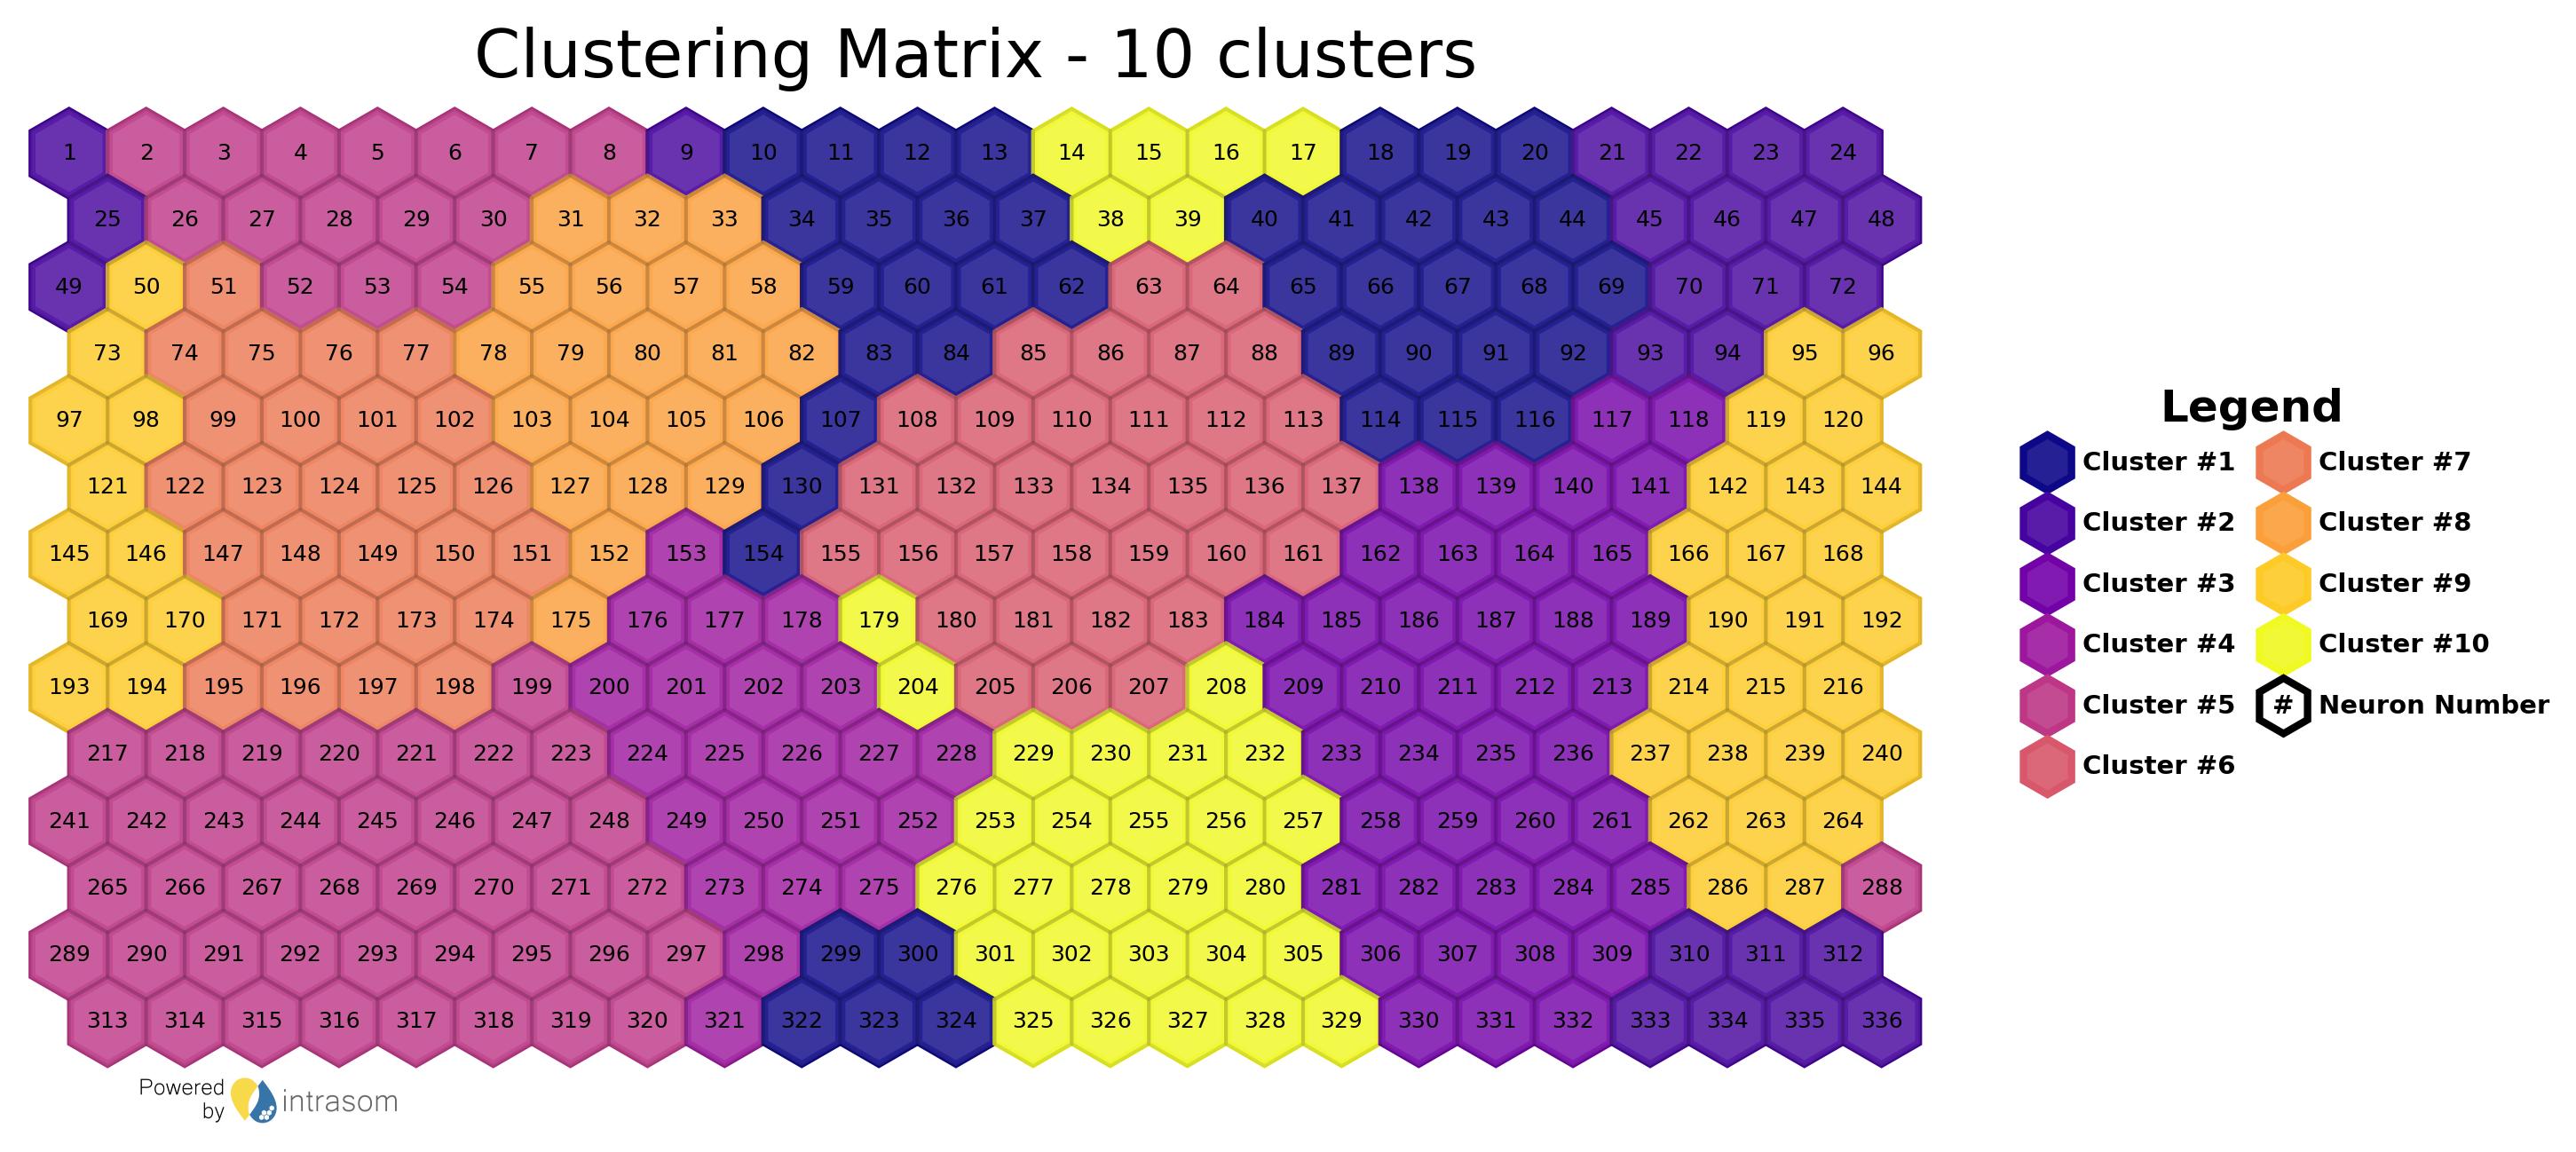 Clustering Matrix - 10 clusters
1 2 3 4 5 6 7 8 9 10 11 12 13 14 15 16 17 18 19 20 21 22 23 24
25 26 27 28 29 30 31 32 33 34 35 36 37 38 39 40 41 42 43 44 45 46 47 48
49 50 51 52 53 54 55 56 57 58 59 60 61 62 63 64 65 66 67 68 69 70 71 72
73 74 75 76 77 78 79 80 81 82 83 84 85 86 87 88 89 90 91 92 93 94 95 96
97 98 99 100 101 102 103 104 105 106 107 108 109 110 111 112 113 114 115 116 117 118 119 120
121 122 123 124 125 126 127 128 129 130 131 132 133 134 135 136 137 138 139 140 141 142 143 144
145 146 147 148 149 150 151 152 153 154 155 156 157 158 159 160 161 162 163 164 165 166 167 168
169 170 171 172 173 174 175 176 177 178 179 180 181 182 183 184 185 186 187 188 189 190 191 192
193 194 195 196 197 198 199 200 201 202 203 204 205 206 207 208 209 210 211 212 213 214 215 216
217 218 219 220 221 222 223 224 225 226 227 228 229 230 231 232 233 234 235 236 237 238 239 240
241 242 243 244 245 246 247 248 249 250 251 252 253 254 255 256 257 258 259 260 261 262 263 264
265 266 267 268 269 270 271 272 273 274 275 276 277 278 279 280 281 282 283 284 285 286 287 288
289 290 291 292 293 294 295 296 297 298 299 300 301 302 303 304 305 306 307 308 309 310 311 312
313 314 315 316 317 318 319 320 321 322 323 324 325 326 327 328 329 330 331 332 333 334 335 336
Legend
Cluster #1
Cluster #2
Cluster #3
Cluster #4
Cluster #5
Cluster #6
Cluster #7
Cluster #8
Cluster #9
Cluster #10
# Neuron Number
Powered
by
intrasom